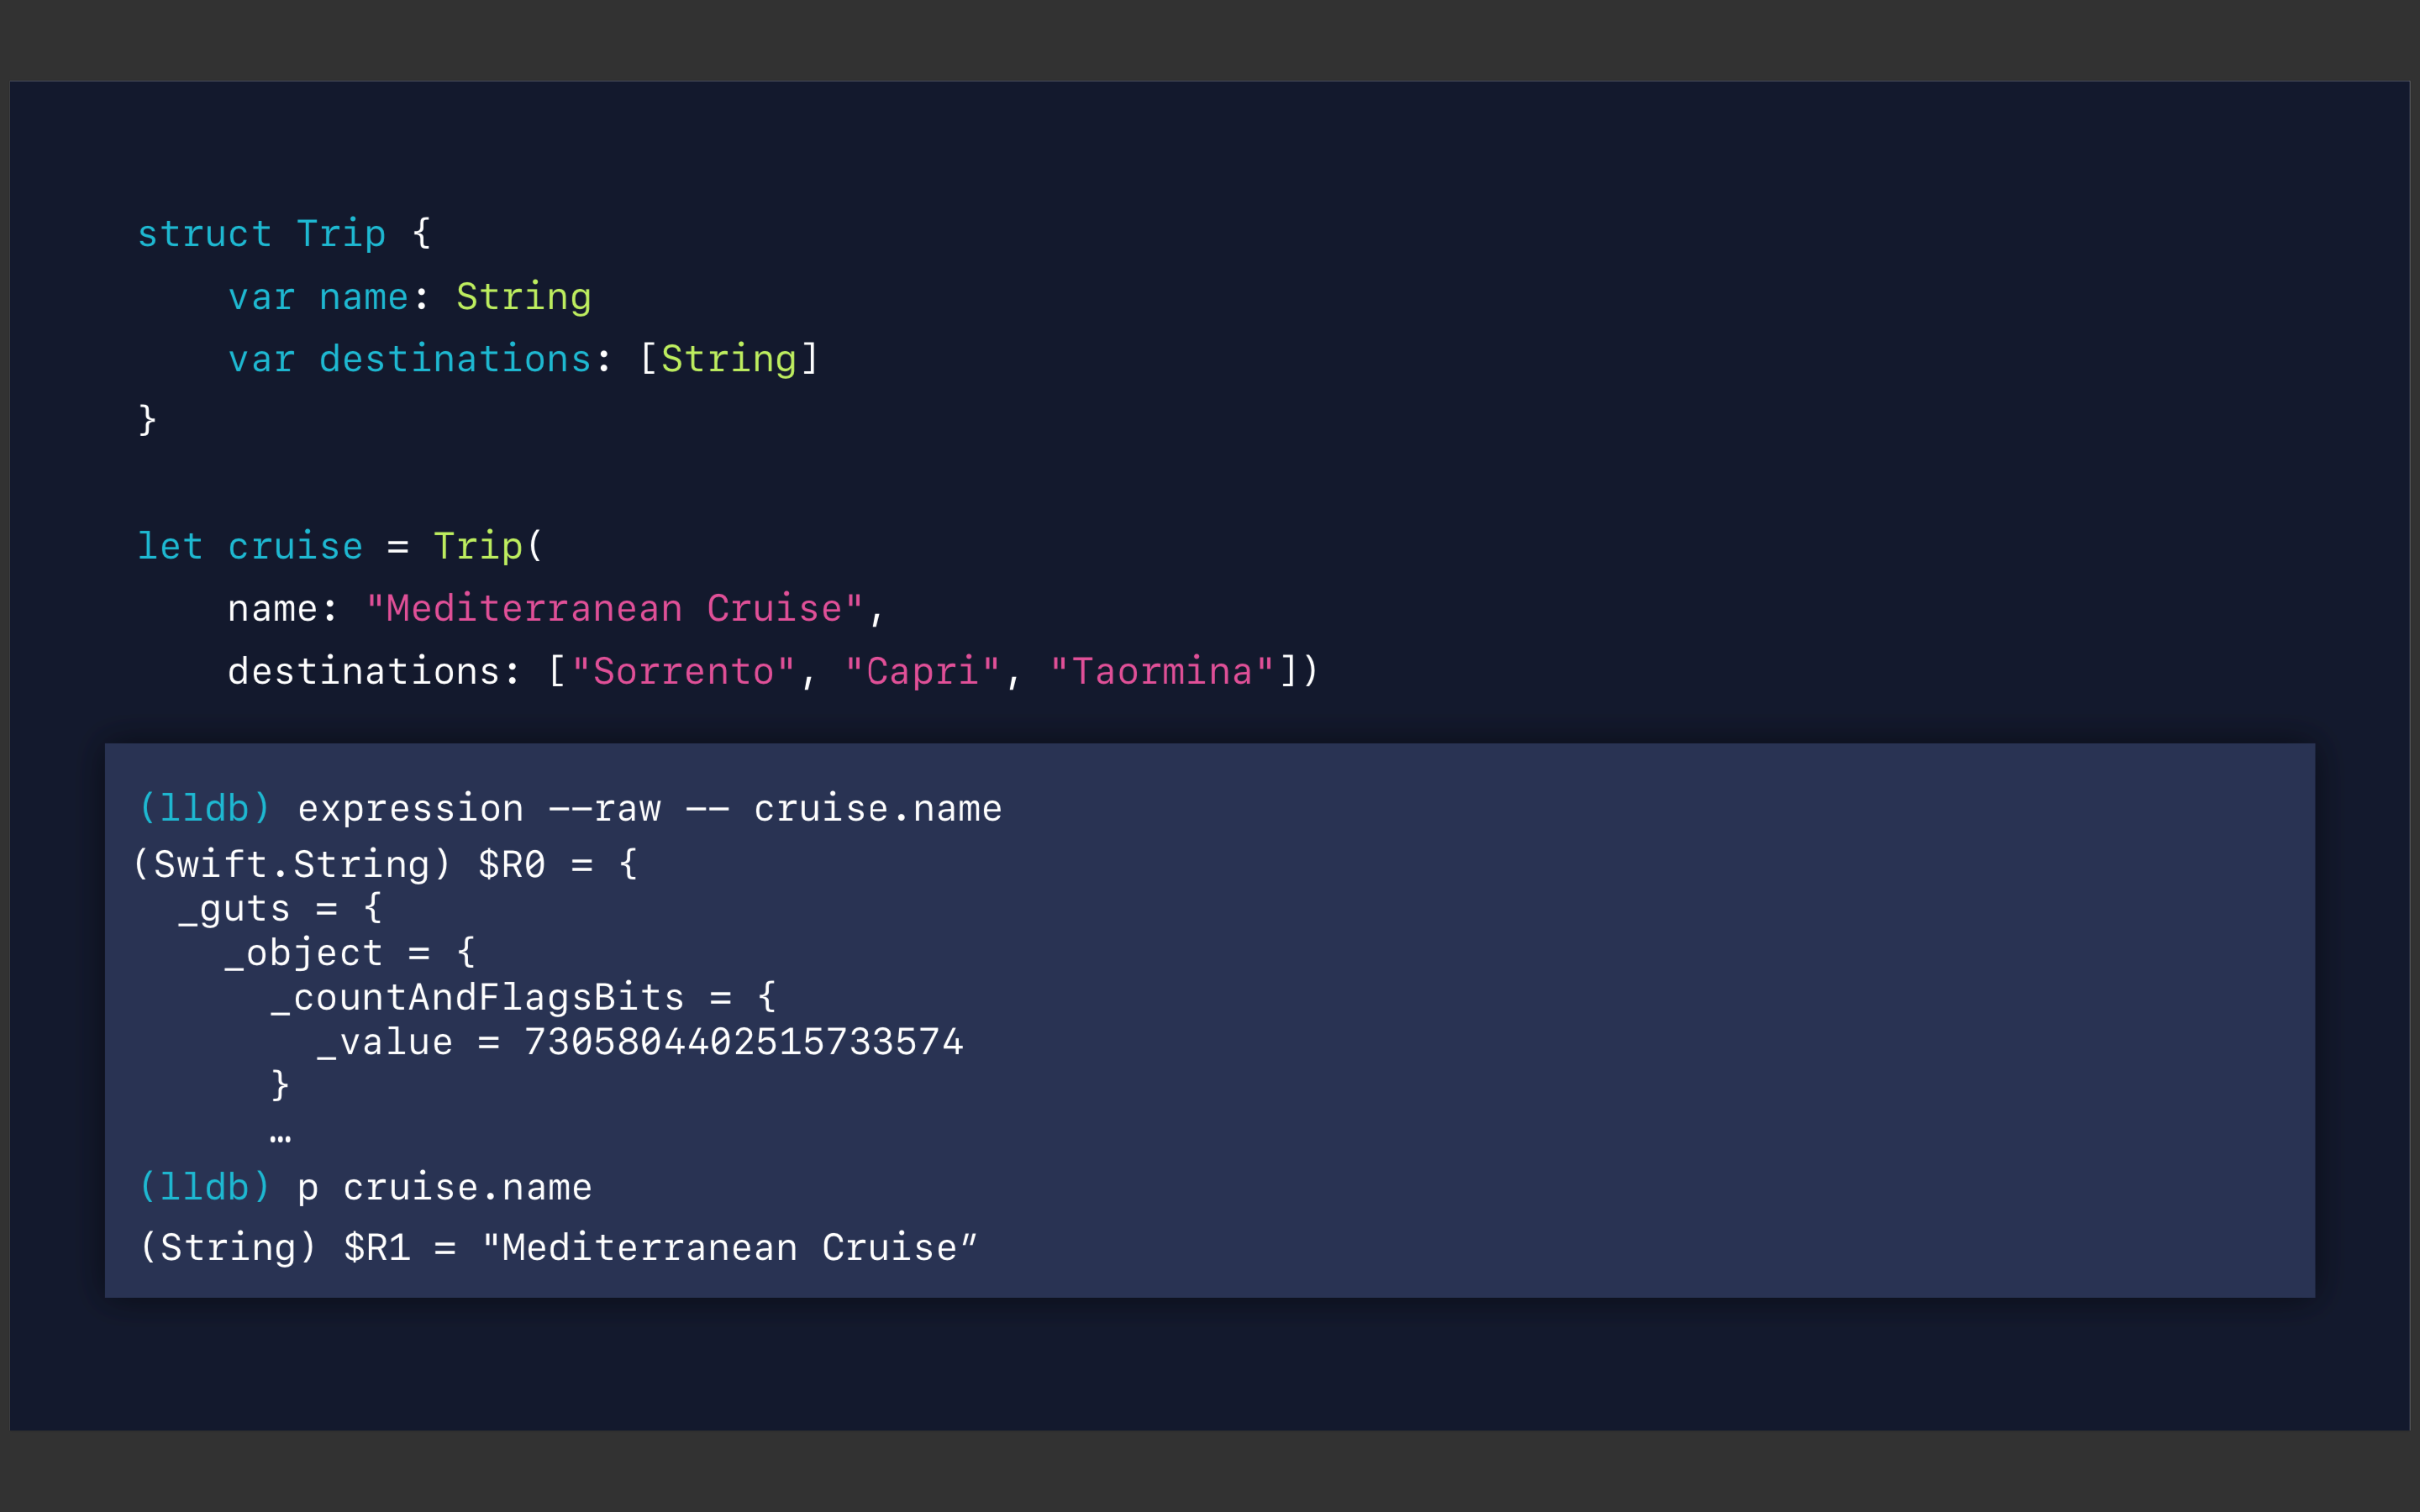 struct Trip {
    var name: String
    var destinations: [String]
}
let cruise = Trip(
    name: "Mediterranean Cruise",
    destinations: ["Sorrento", "Capri", "Taormina"])
(lldb) expression --raw -- cruise.name
(Swift.String) $R0 = {
  _guts = {
    _object = {
      _countAndFlagsBits = {
        _value = 7305804402515733574
      }
      …
(lldb) p cruise.name
(String) $R1 = "Mediterranean Cruise”